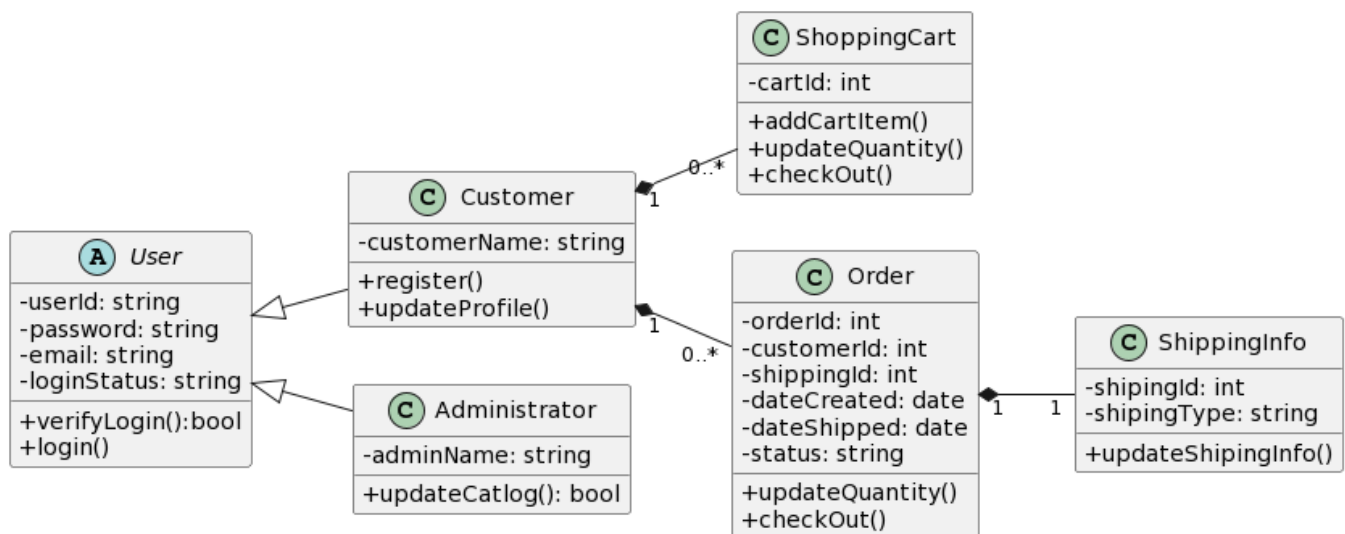 A User
-userId: string
-password: string
-email: string
-loginStatus: string
+verifyLogin():bool
+login()
C Customer
-customerName: string
+register()
+updateProfile()
1
0..*
1
0..*
C Administrator
-adminName: string
+updateCatlog(): bool
C ShoppingCart
-cartId: int
+addCartItem()
+updateQuantity()
+checkOut()
C Order
-orderId: int
-customerId: int
-shippingId: int
-dateCreated: date
-dateShipped: date
-status: string
+updateQuantity()
+checkOut()
1
1
C ShippingInfo
-shipingId: int
-shipingType: string
+updateShipingInfo()